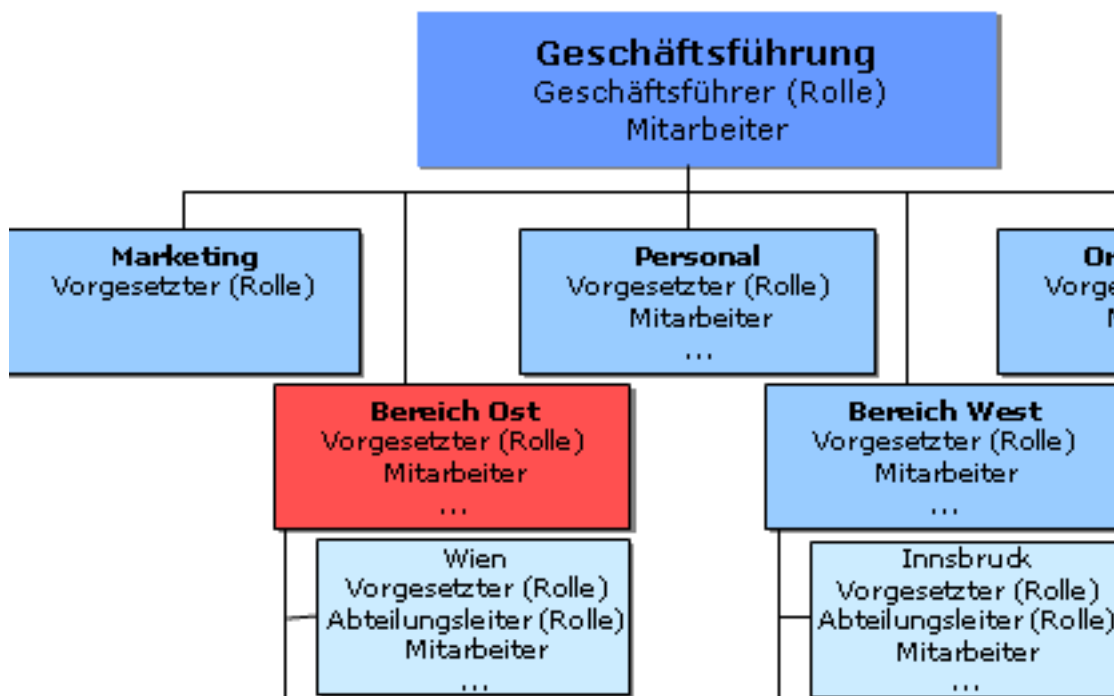 Geschäftsführung
Geschäftsführer (Rolle)
Mitarbeiter
Marketing
Vorgesetzter (Rolle)
Personal
Vorgesetzter (Rolle)
Mitarbeiter
...
Bereich Ost
Vorgesetzter (Rolle)
Mitarbeiter
...
Bereich West
Vorgesetzter (Rolle)
Mitarbeiter
...
Wien
Vorgesetzter (Rolle)
Abteilungsleiter (Rolle)
Mitarbeiter
...
Innsbruck
Vorgesetzter (Rolle)
Abteilungsleiter (Rolle)
Mitarbeiter
...